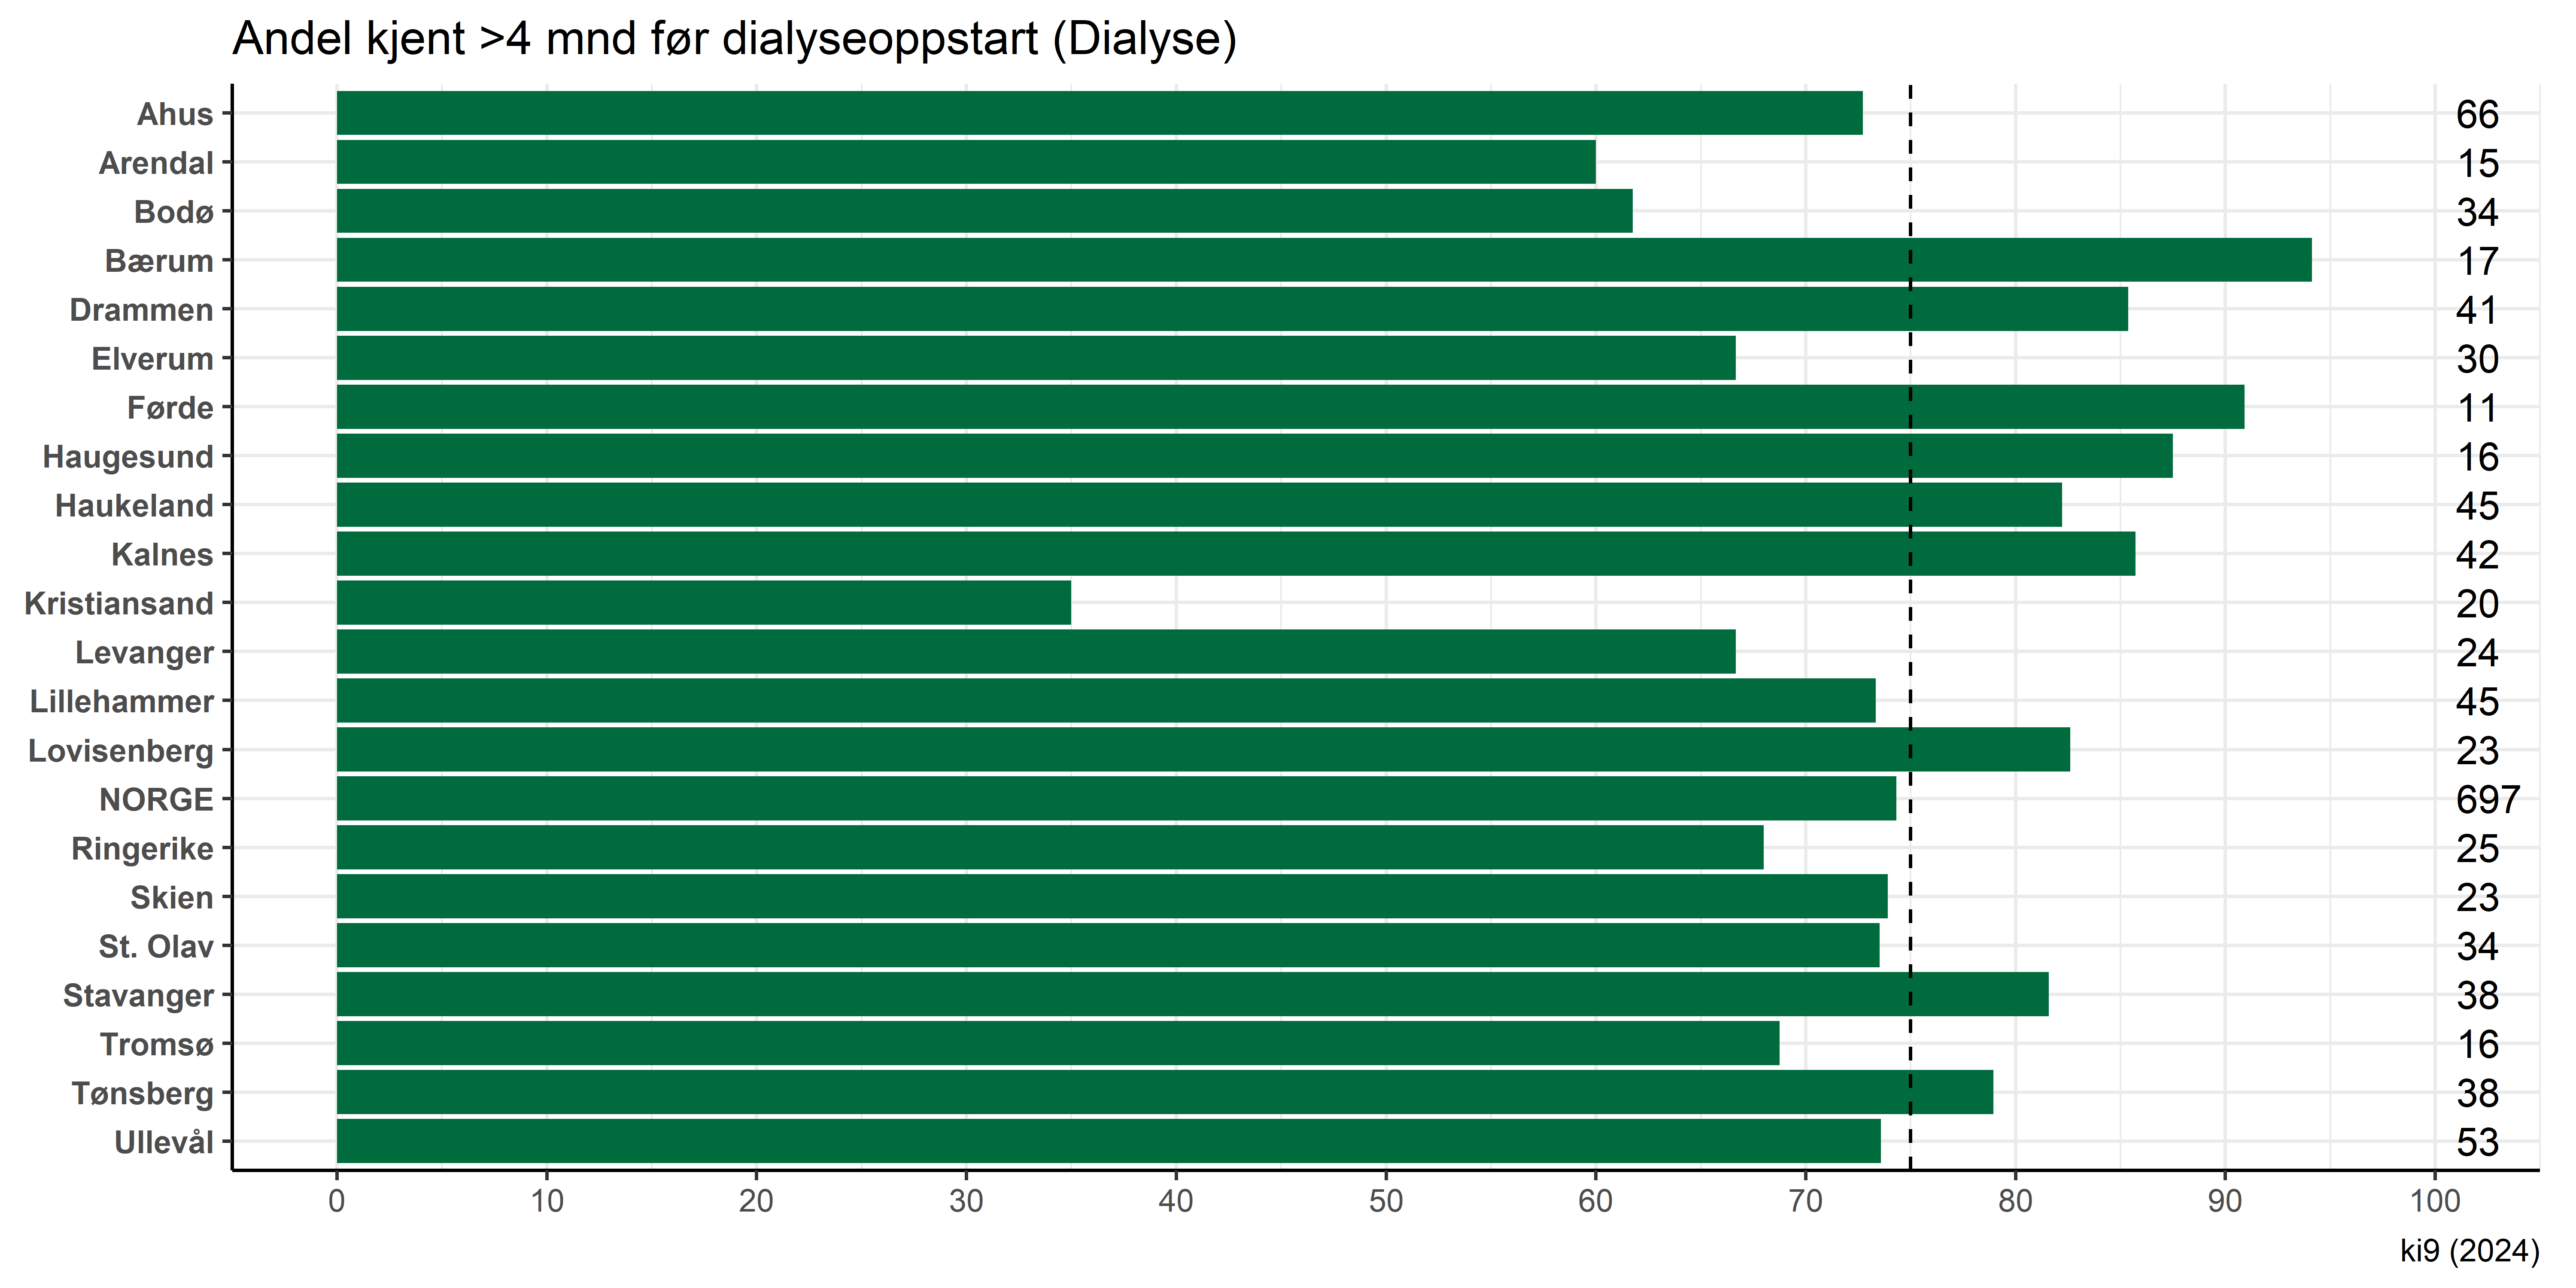 Andel kjent >4 mnd før dialyseoppstart (Dialyse)
Ahus 66
Arendal 15
Bodø 34
Bærum 17
Drammen 41
Elverum 30
Førde 11
Haugesund 16
Haukeland 45
Kalnes 42
Kristiansand 20
Levanger 24
Lillehammer 45
Lovisenberg 23
NORGE 697
Ringerike 25
Skien 23
St. Olav 34
Stavanger 38
Tromsø 16
Tønsberg 38
Ullevål 53
0 10 20 30 40 50 60 70 80 90 100
ki9 (2024)